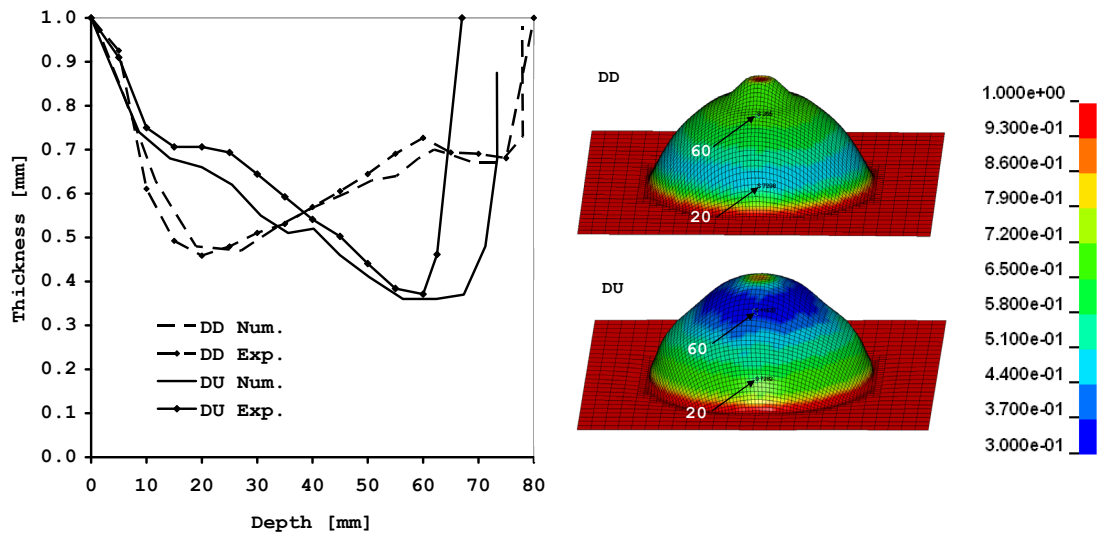 1.0
0.9
0.8
0.7
0.6
0.5
0.4
0.3
0.2
0.1
0.0
Thickness [mm]
DD Num.
DD Exp.
DU Num.
DU Exp.
0 10 20 30 40 50 60 70 80
Depth [mm]
DD
60
20
DU
60
20
1.000e+00
9.300e-01
8.600e-01
7.900e-01
7.200e-01
6.500e-01
5.800e-01
5.100e-01
4.400e-01
3.700e-01
3.000e-01